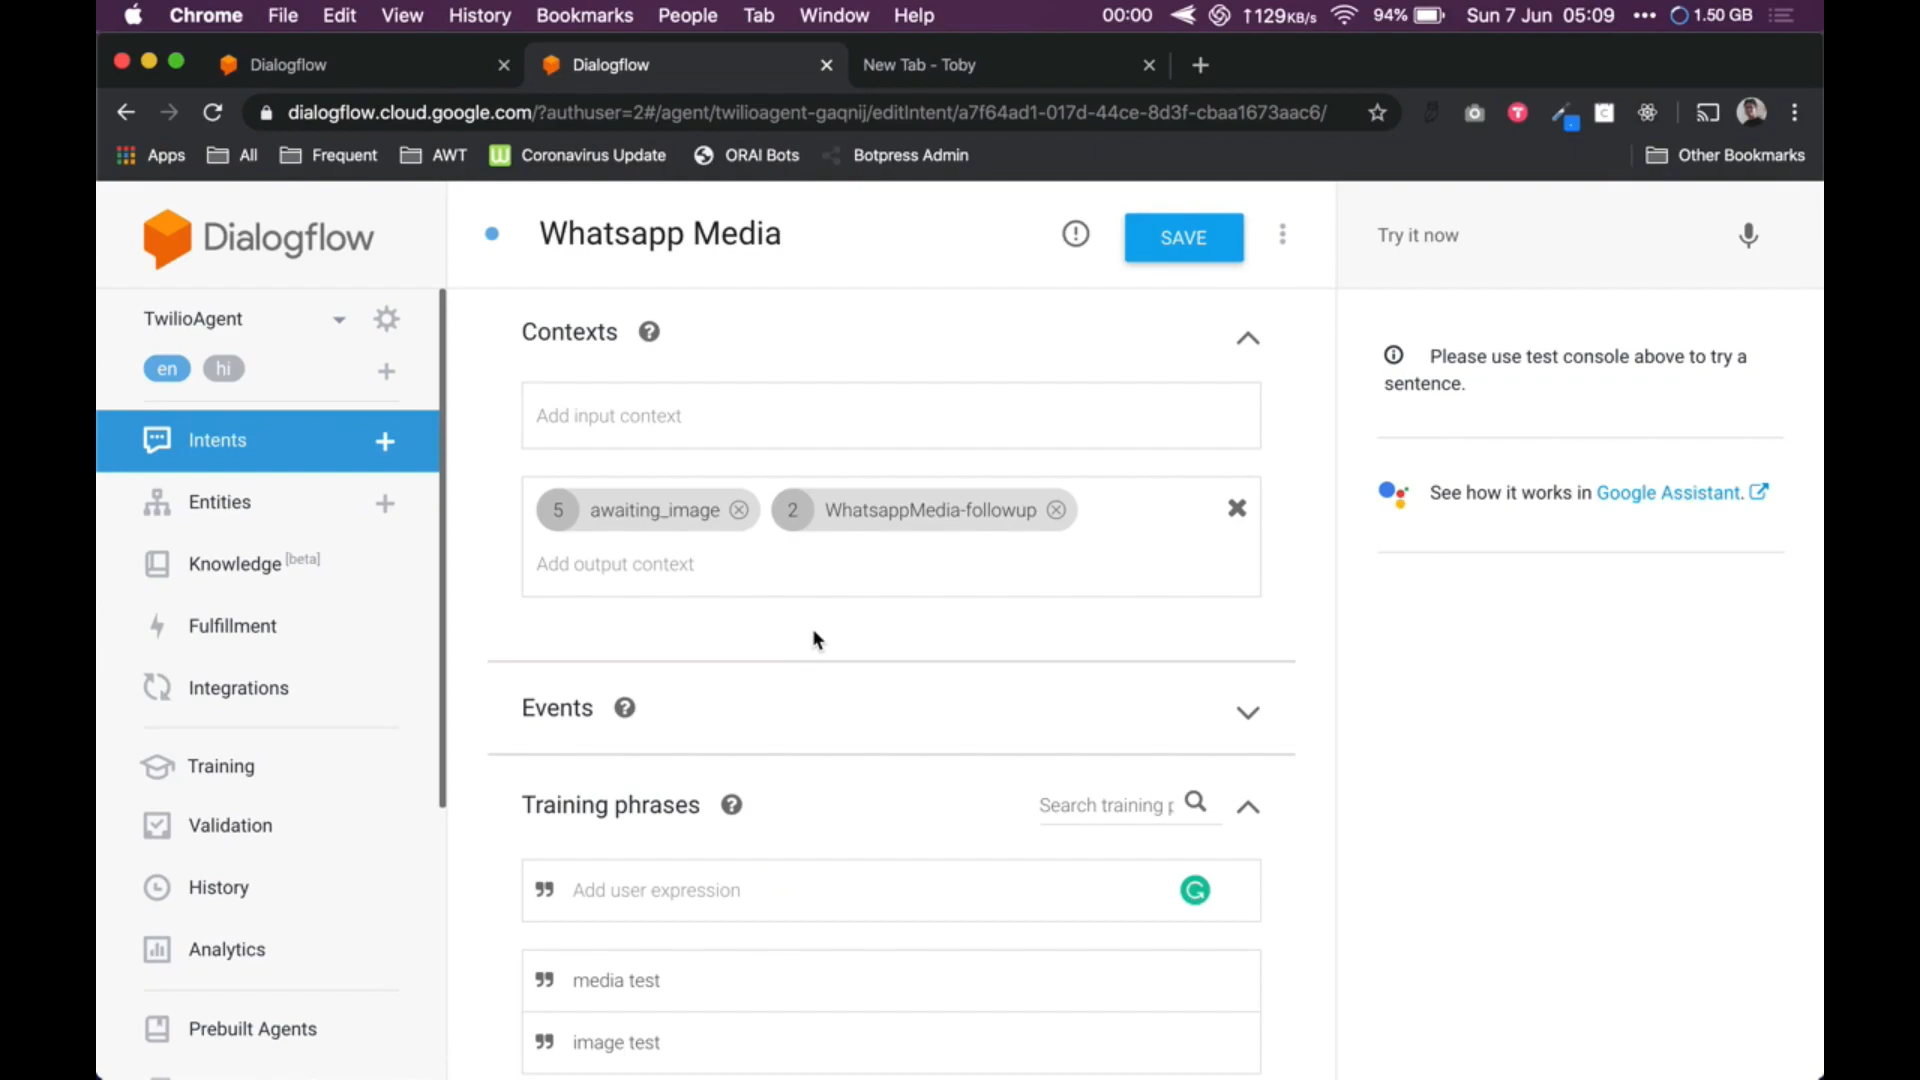 Chrome File Edit View History Bookmarks People Tab Window Help 00:00 ↑129KB/s 94% Sun 7 Jun 05:09 ••• 1.50 GB
Dialogflow Dialogflow New Tab - Toby
dialogflow.cloud.google.com/?authuser=2#/agent/twilioagent-gaqnij/editIntent/a7f64ad1-017d-44ce-8d3f-cbaa1673aac6/
Apps All Frequent AWT Coronavirus Update ORAI Bots Botpress Admin Other Bookmarks
Dialogflow
TwilioAgent
en hi
Intents
Entities
Knowledge [beta]
Fulfillment
Integrations
Training
Validation
History
Analytics
Prebuilt Agents
Whatsapp Media
SAVE
Contexts
Add input context
5 awaiting_image 2 WhatsappMedia-followup
Add output context
Events
Training phrases
Search training p
Add user expression
media test
image test
Try it now
Please use test console above to try a
sentence.
See how it works in Google Assistant.